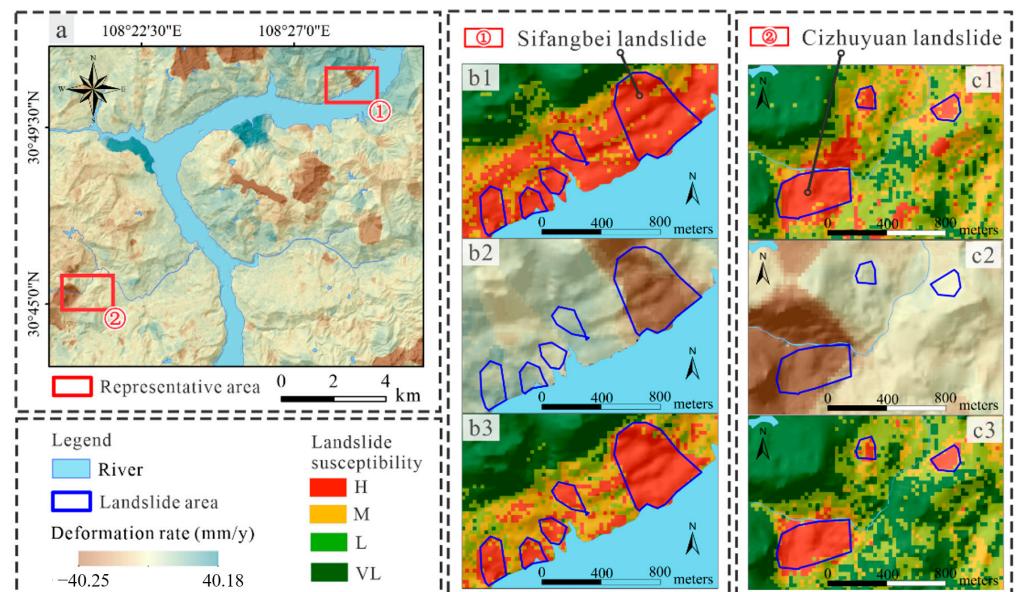 a
108°22'30"E
108°27'0"E
30°49'30"N
30°45'0"N
N
W
E
S
①
②
Representative area
0
2
4
km
Legend
River
Landslide area
Deformation rate (mm/y)
−40.25
40.18
Landslide
susceptibility
H
M
L
VL
① Sifangbei landslide
b1
N
0
400
800
meters
b2
N
0
400
800
meters
b3
N
0
400
800
meters
② Cizhuyuan landslide
c1
N
0
400
800
meters
c2
N
0
400
800
meters
c3
N
0
400
800
meters